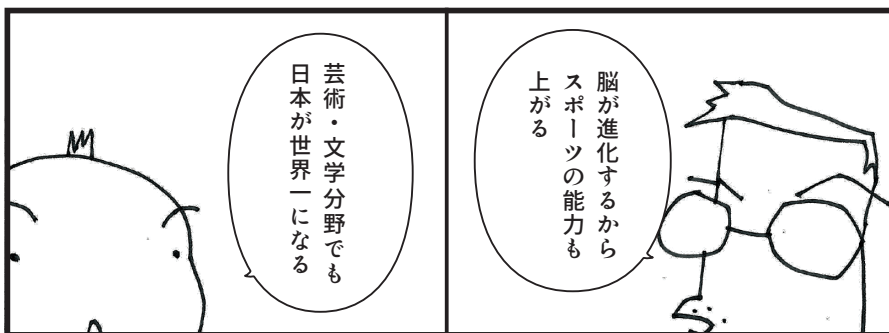 脳が進化するから
スポーツの能力も
上がる
芸術・文学分野でも
日本が世界一になる